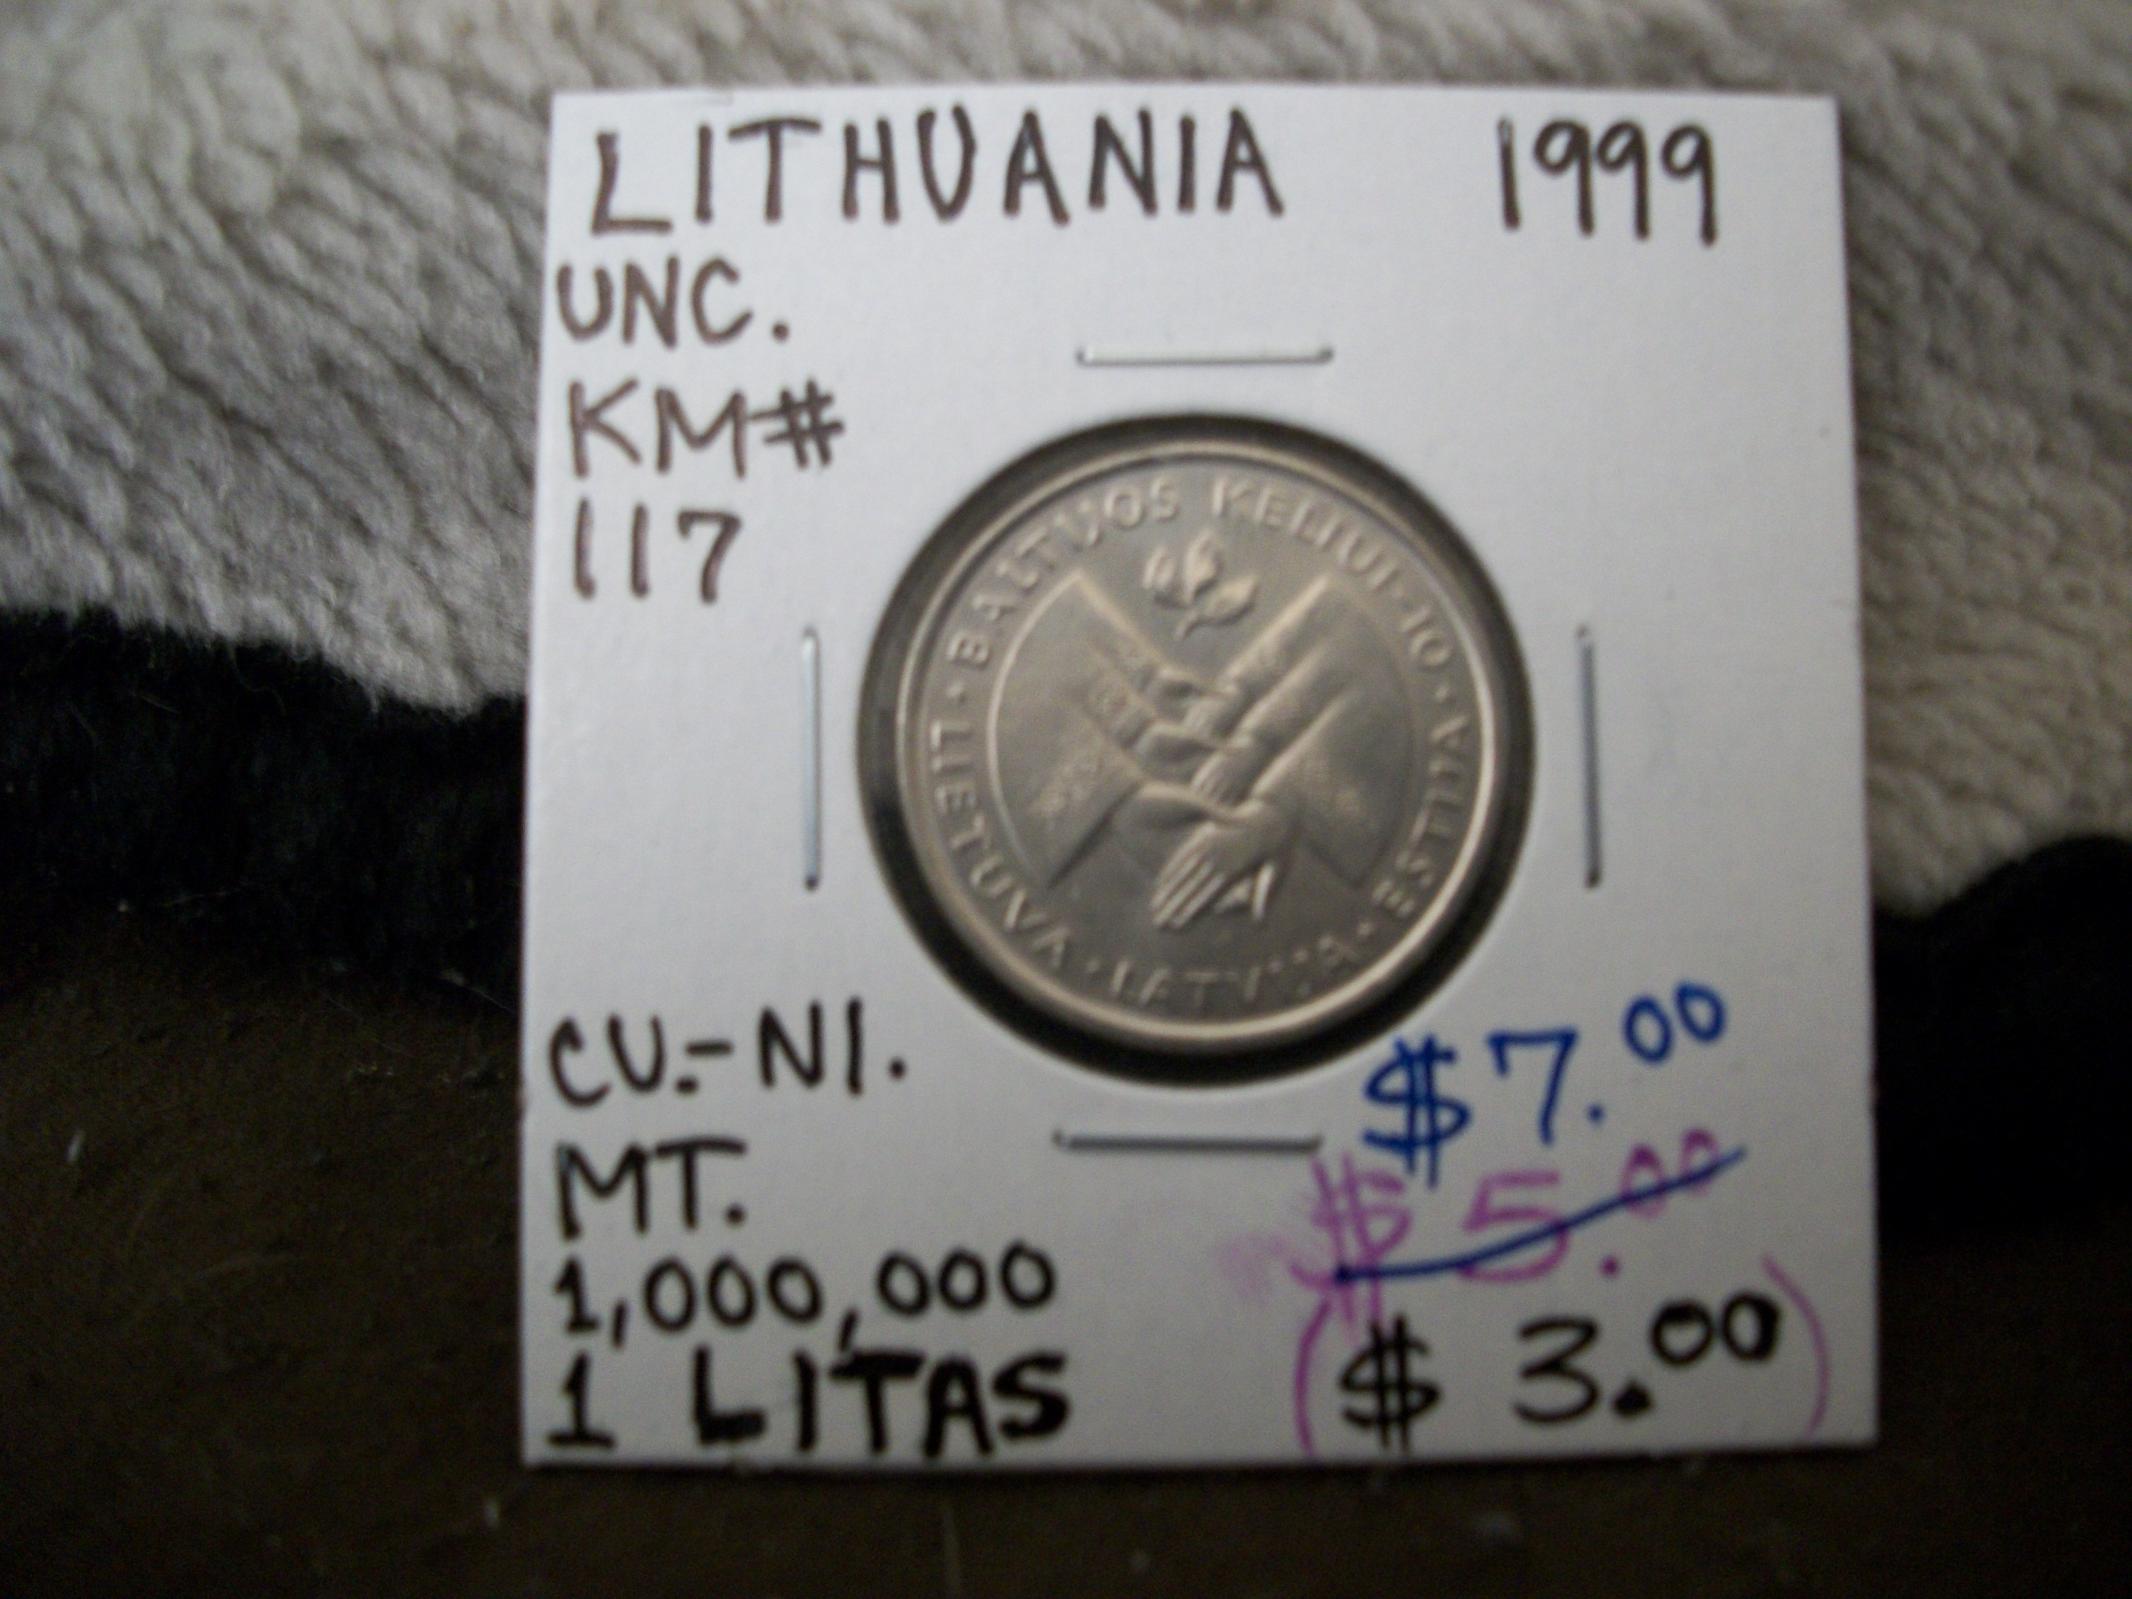 LITHUANIA 1999
UNC.
KM#
117
BALTIJOS KELIUI · 10 · ESTIJA · LATVIJA · LIETUVA ·
CU.-NI.
MT.
1,000,000
1 LITAS
$7.00
$5.00
($3.00)